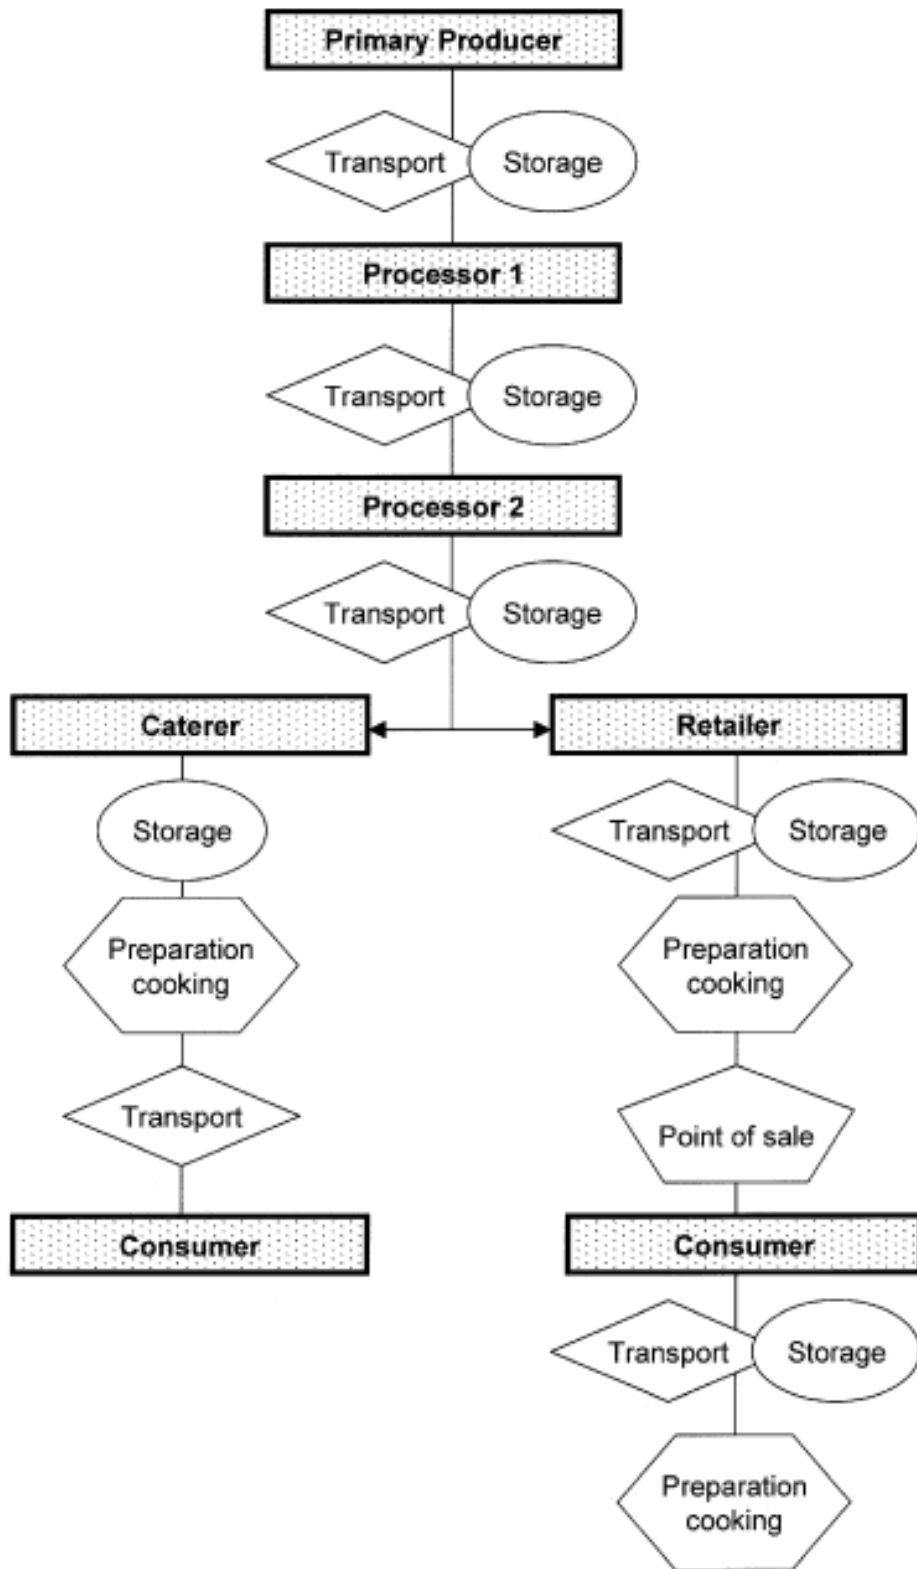 Primary Producer
Transport
Storage
Processor 1
Transport
Storage
Processor 2
Transport
Storage
Caterer
Retailer
Storage
Transport
Storage
Preparation
cooking
Preparation
cooking
Transport
Point of sale
Consumer
Consumer
Transport
Storage
Preparation
cooking